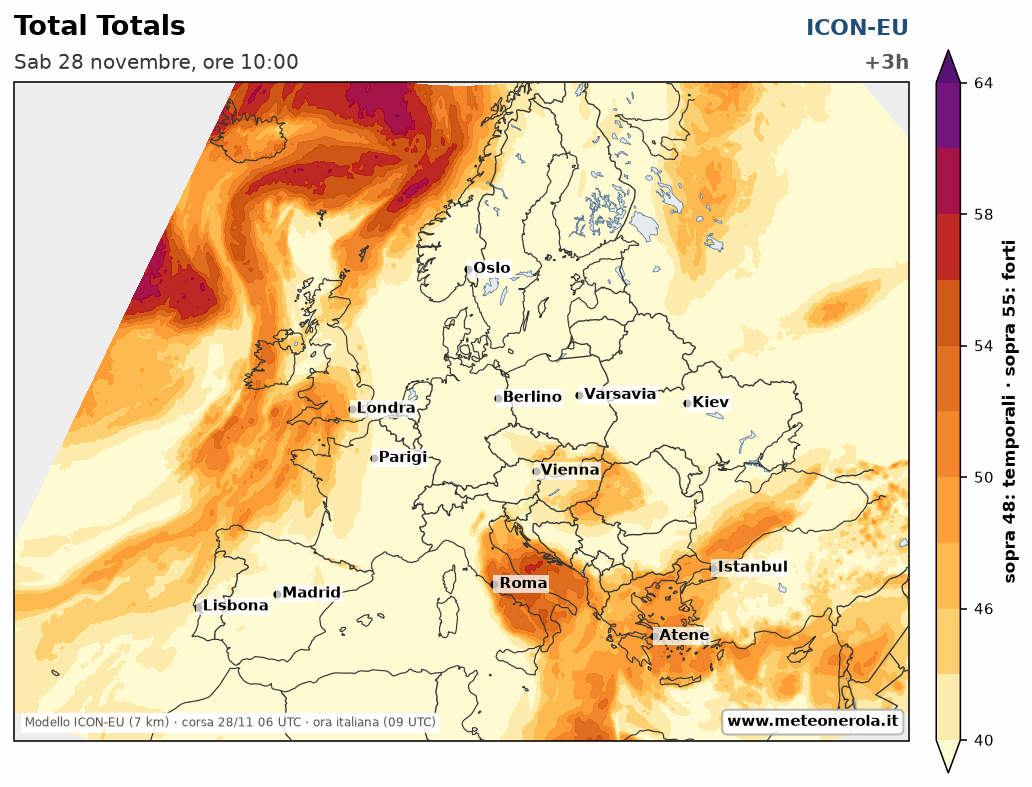 Total Totals
ICON-EU
Sab 28 novembre, ore 10:00
+3h
64
58
54
50
46
40
sopra 48: temporali · sopra 55: forti
Oslo
Berlino
Varsavia
Kiev
Londra
Parigi
Vienna
Istanbul
Roma
Madrid
Lisbona
Atene
Modello ICON-EU (7 km) · corsa 28/11 06 UTC · ora italiana (09 UTC)
www.meteonerola.it